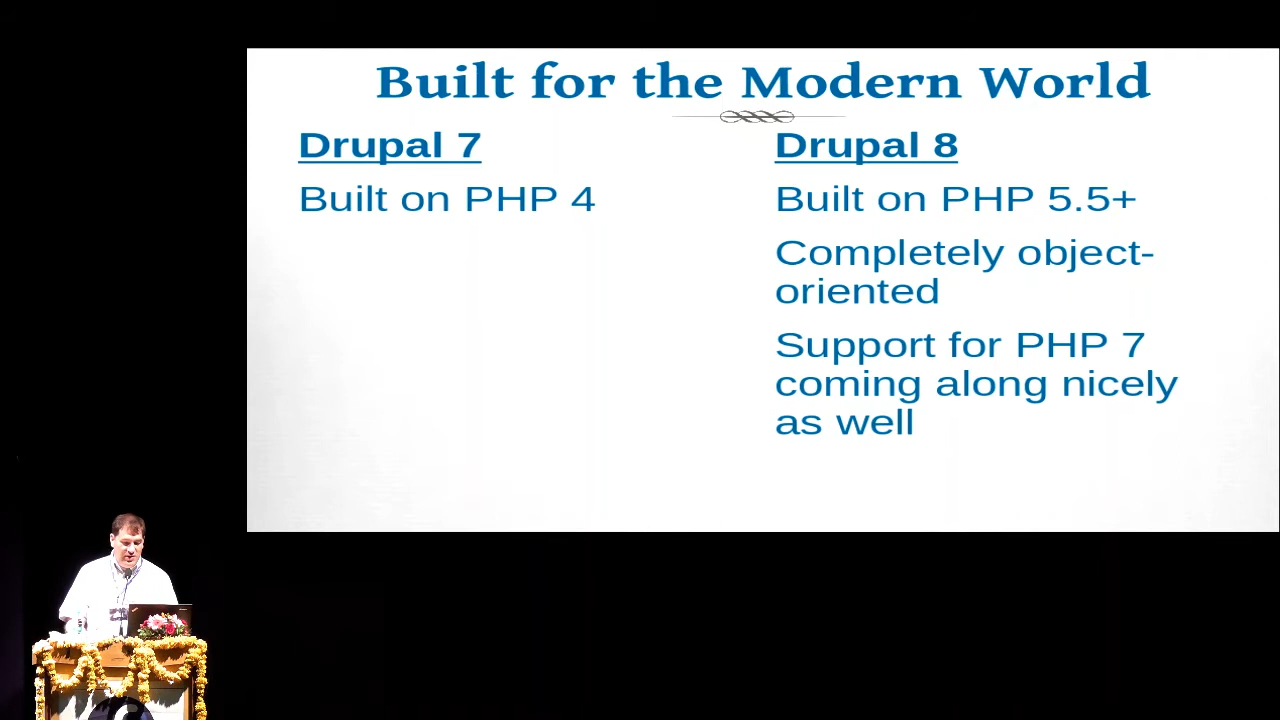 Built for the Modern World
Drupal 7
Built on PHP 4
Drupal 8
Built on PHP 5.5+
Completely object-
oriented
Support for PHP 7
coming along nicely
as well